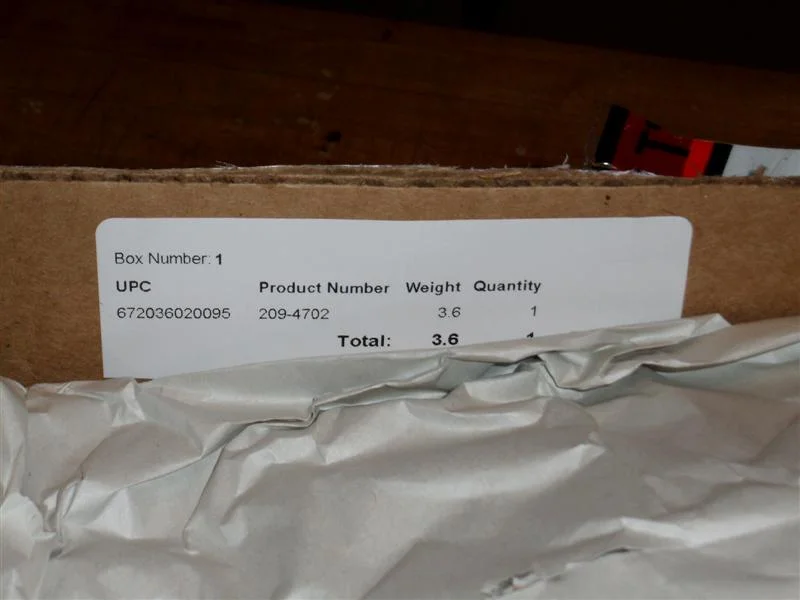 Box Number: 1
UPC Product Number Weight Quantity
672036020095 209-4702 3.6 1
Total: 3.6